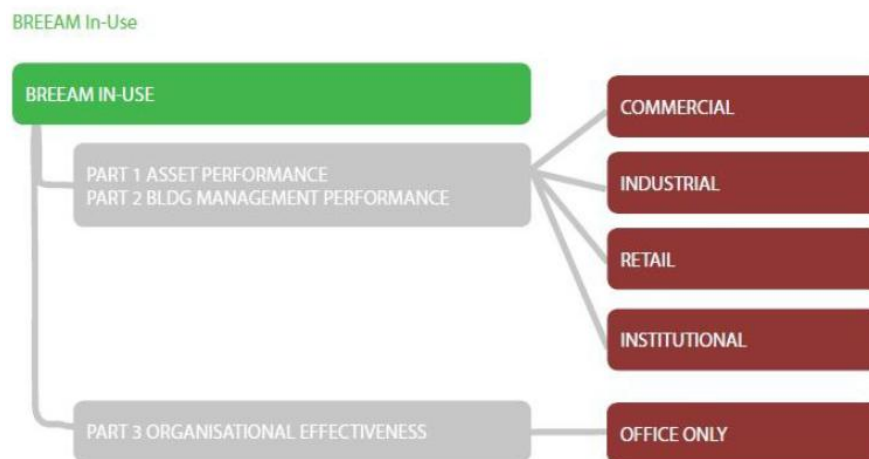 BREEAM In-Use
BREEAM IN-USE
PART 1 ASSET PERFORMANCE
PART 2 BLDG MANAGEMENT PERFORMANCE
COMMERCIAL
INDUSTRIAL
RETAIL
INSTITUTIONAL
PART 3 ORGANISATIONAL EFFECTIVENESS
OFFICE ONLY